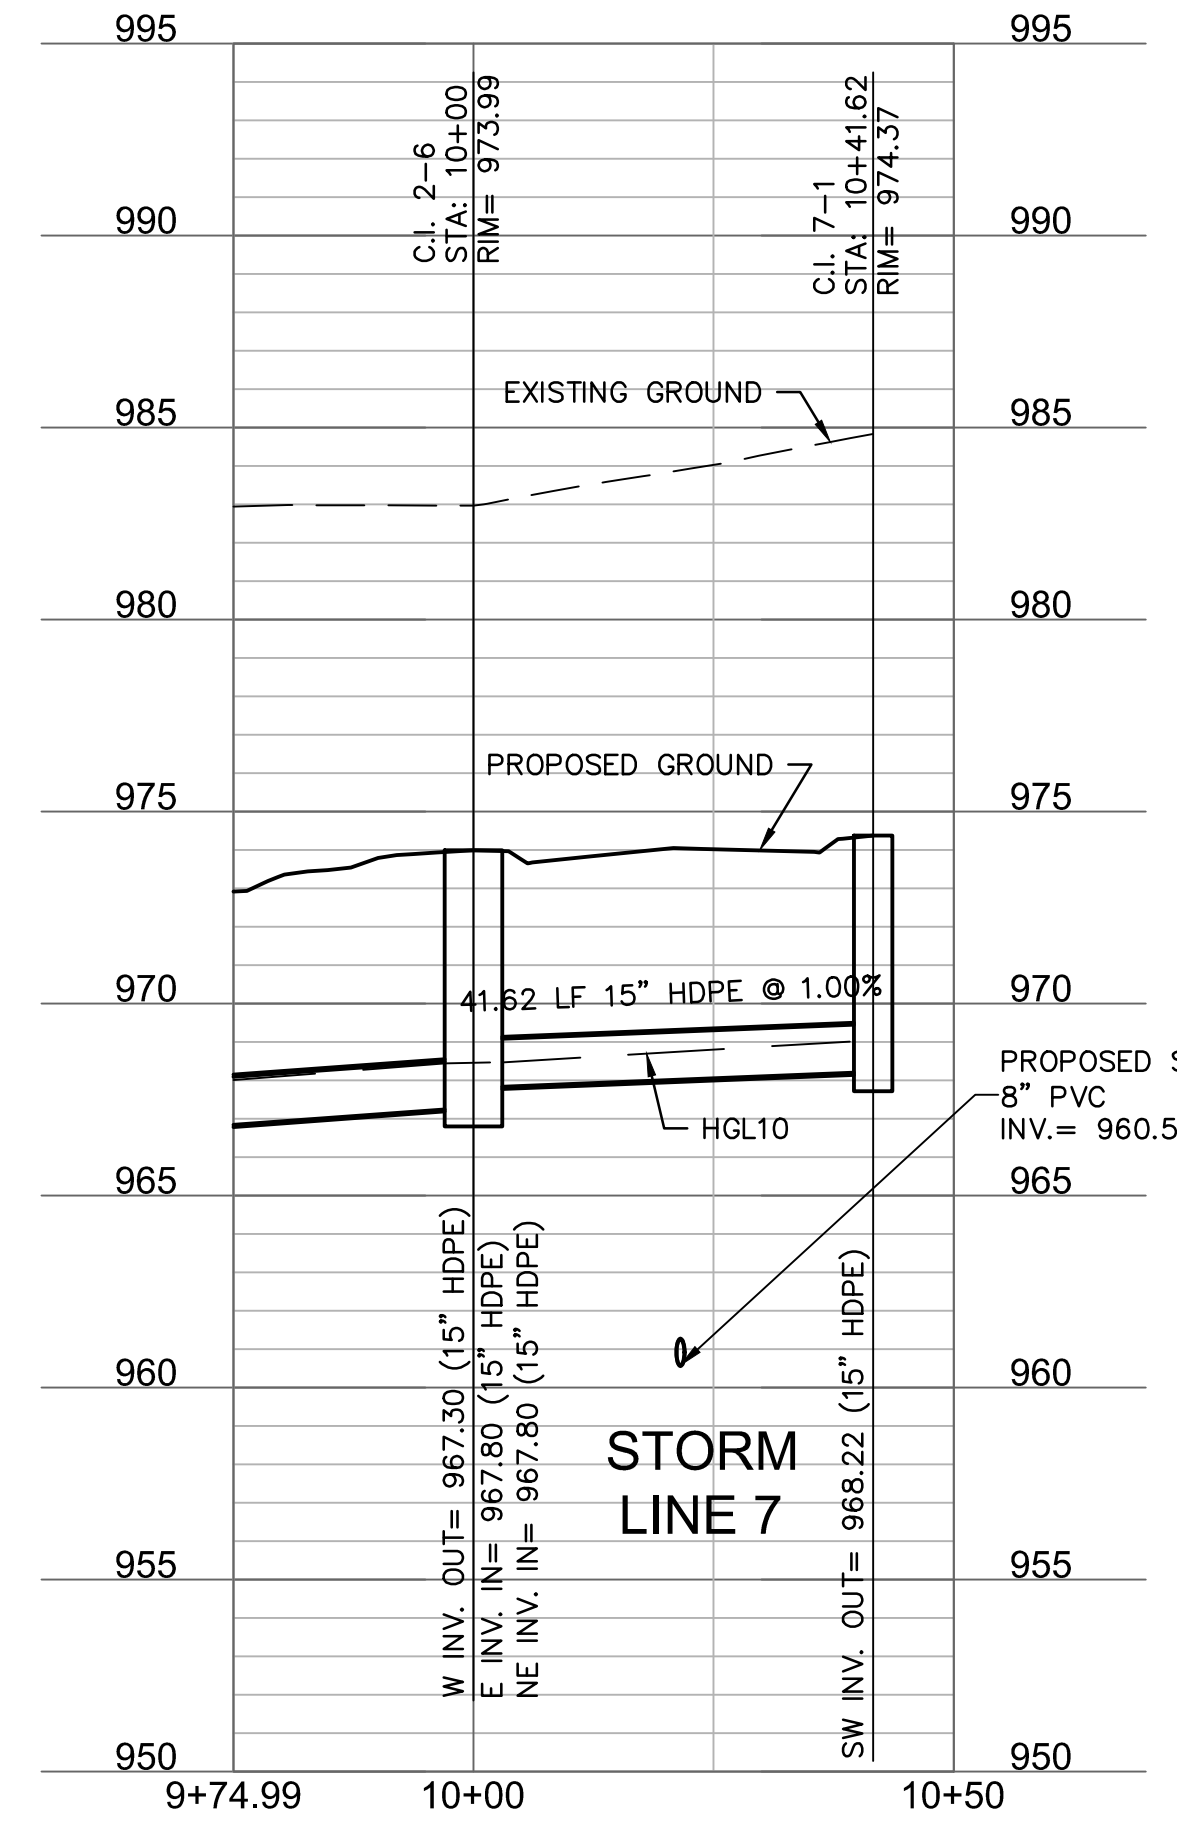 995
995
C.I. 2-6
STA: 10+00
RIM= 973.99
C.I. 7-1
STA: 10+41.62
RIM= 974.37
990
990
EXISTING GROUND
985
985
980
980
PROPOSED GROUND
975
975
970
41.62 LF 15" HDPE @ 1.00%
970
PROPOSED
8" PVC
INV.= 960.5
HGL10
965
965
W INV. OUT= 967.30 (15" HDPE)
E INV. IN= 967.80 (15" HDPE)
NE INV. IN= 967.80 (15" HDPE)
SW INV. OUT= 968.22 (15" HDPE)
960
960
STORM
LINE 7
955
955
950
950
9+74.99
10+00
10+50